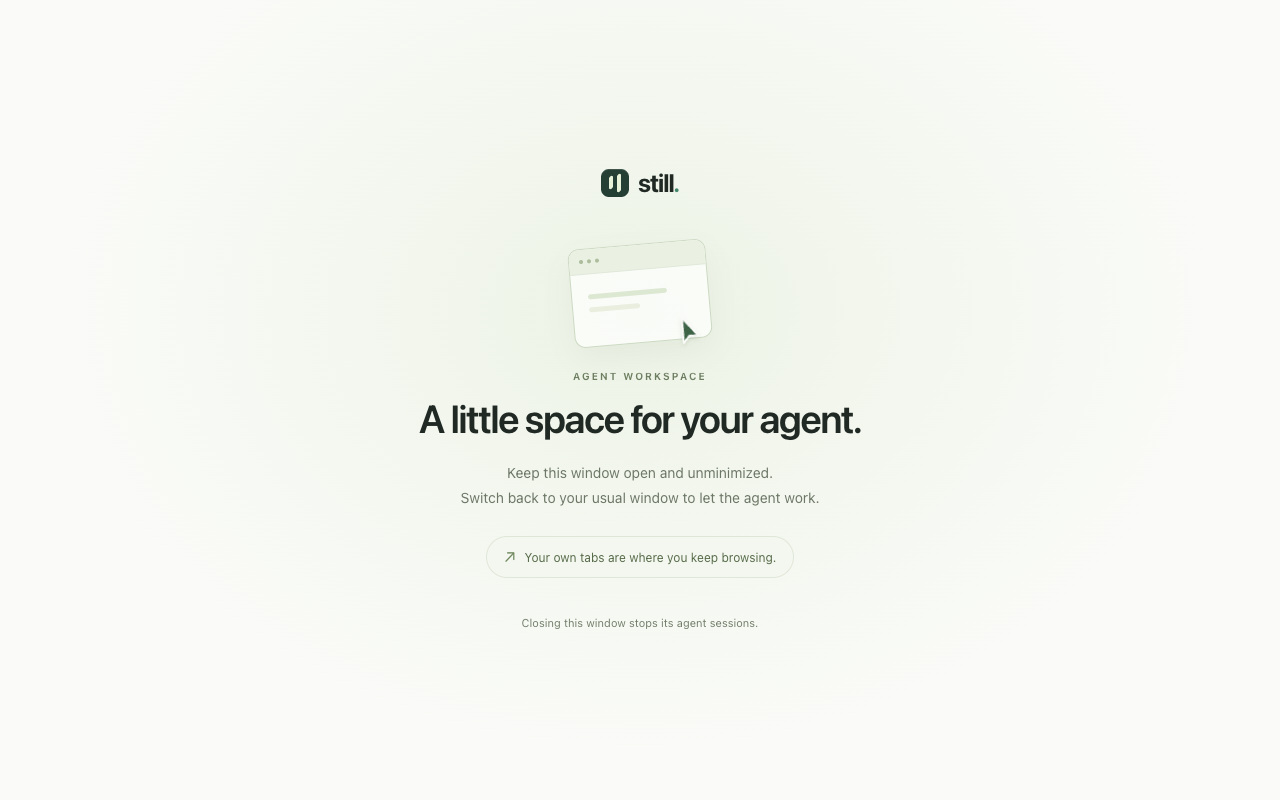 still.
AGENT WORKSPACE
A little space for your agent.
Keep this window open and unminimized.
Switch back to your usual window to let the agent work.
Your own tabs are where you keep browsing.
Closing this window stops its agent sessions.